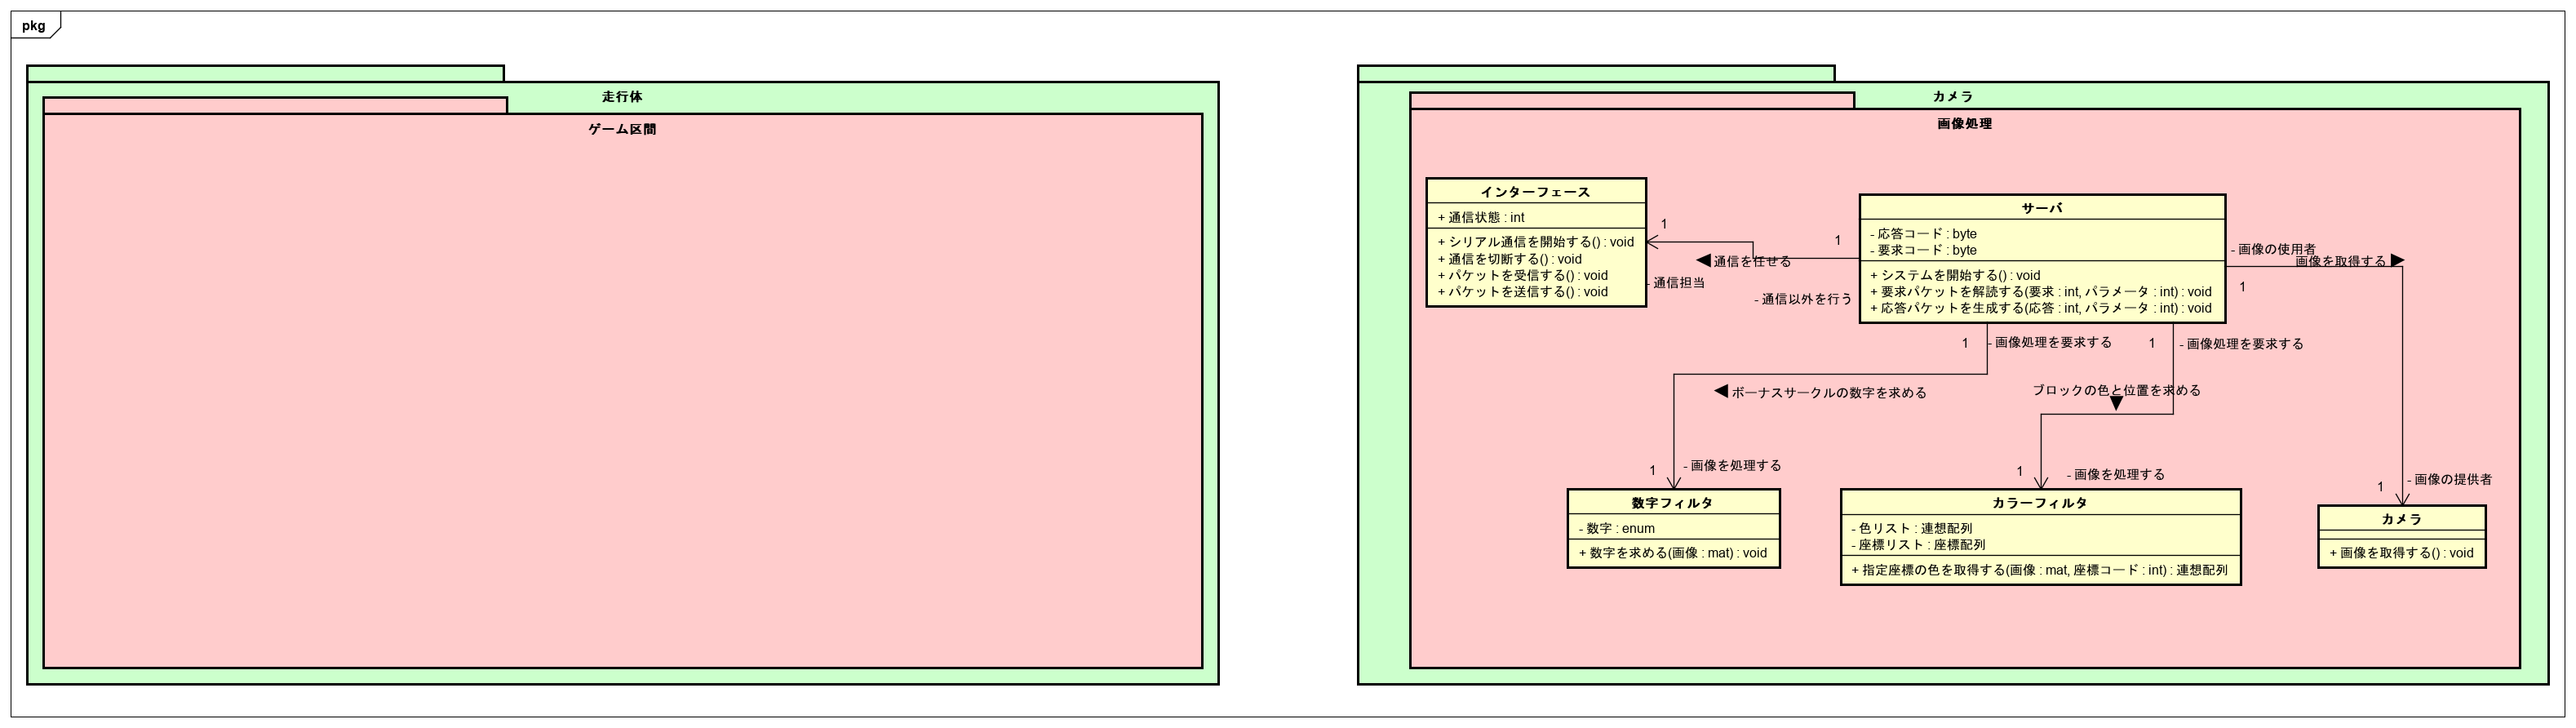 pkg
走行体
ゲーム区間
カメラ
画像処理
インターフェース
+ 通信状態 : int
+ シリアル通信を開始する() : void
+ 通信を切断する() : void
+ パケットを受信する() : void
+ パケットを送信する() : void
1
1
通信を任せる
- 通信担当
- 通信以外を行う
サーバ
- 応答コード : byte
- 要求コード : byte
+ システムを開始する() : void
+ 要求パケットを解読する(要求 : int, パラメータ : int) : void
+ 応答パケットを生成する(応答 : int, パラメータ : int) : void
- 画像の使用者
画像を取得する
1
1
- 画像処理を要求する
1
- 画像処理を要求する
ボーナスサークルの数字を求める
ブロックの色と位置を求める
1
- 画像を処理する
1
- 画像を処理する
1
- 画像の提供者
数字フィルタ
- 数字 : enum
+ 数字を求める(画像 : mat) : void
カラーフィルタ
- 色リスト : 連想配列
- 座標リスト : 座標配列
+ 指定座標の色を取得する(画像 : mat, 座標コード : int) : 連想配列
カメラ
+ 画像を取得する() : void